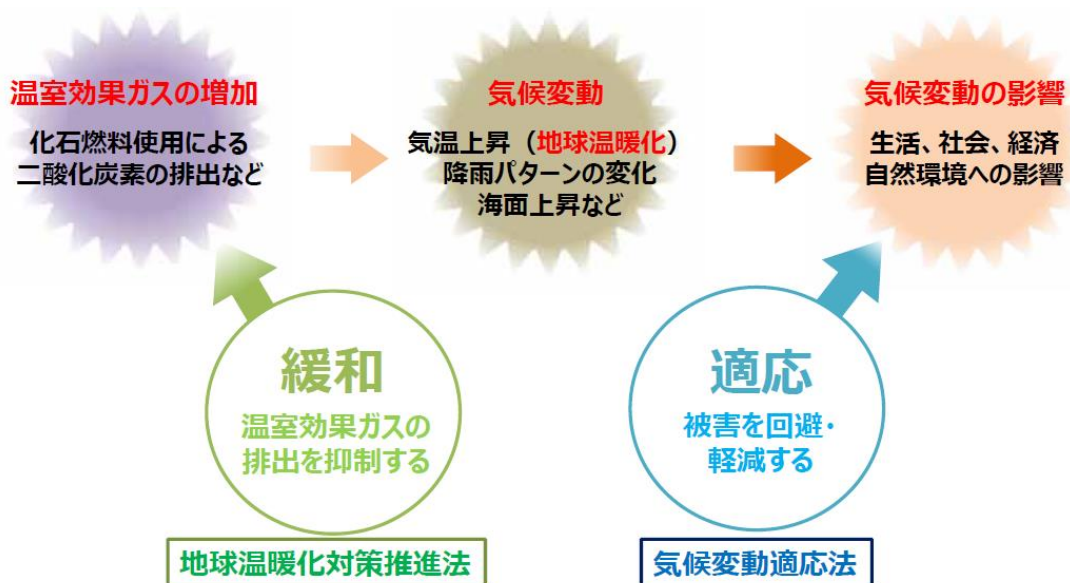 温室効果ガスの増加
化石燃料使用による
二酸化炭素の排出など
気候変動
気温上昇（地球温暖化）
降雨パターンの変化
海面上昇など
気候変動の影響
生活、社会、経済
自然環境への影響
緩和
温室効果ガスの
排出を抑制する
地球温暖化対策推進法
適応
被害を回避・
軽減する
気候変動適応法